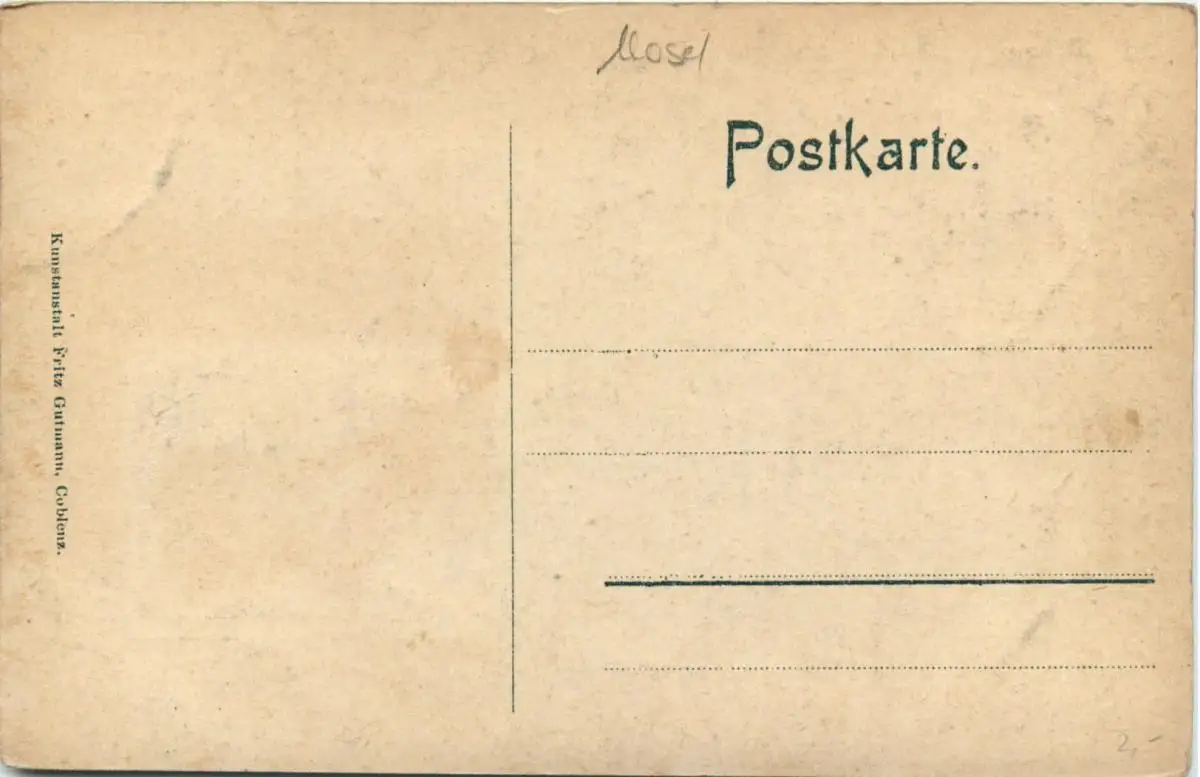 Mosel
Postkarte.
Kunstanstalt Fritz Gutmann, Coblenz.
2,-